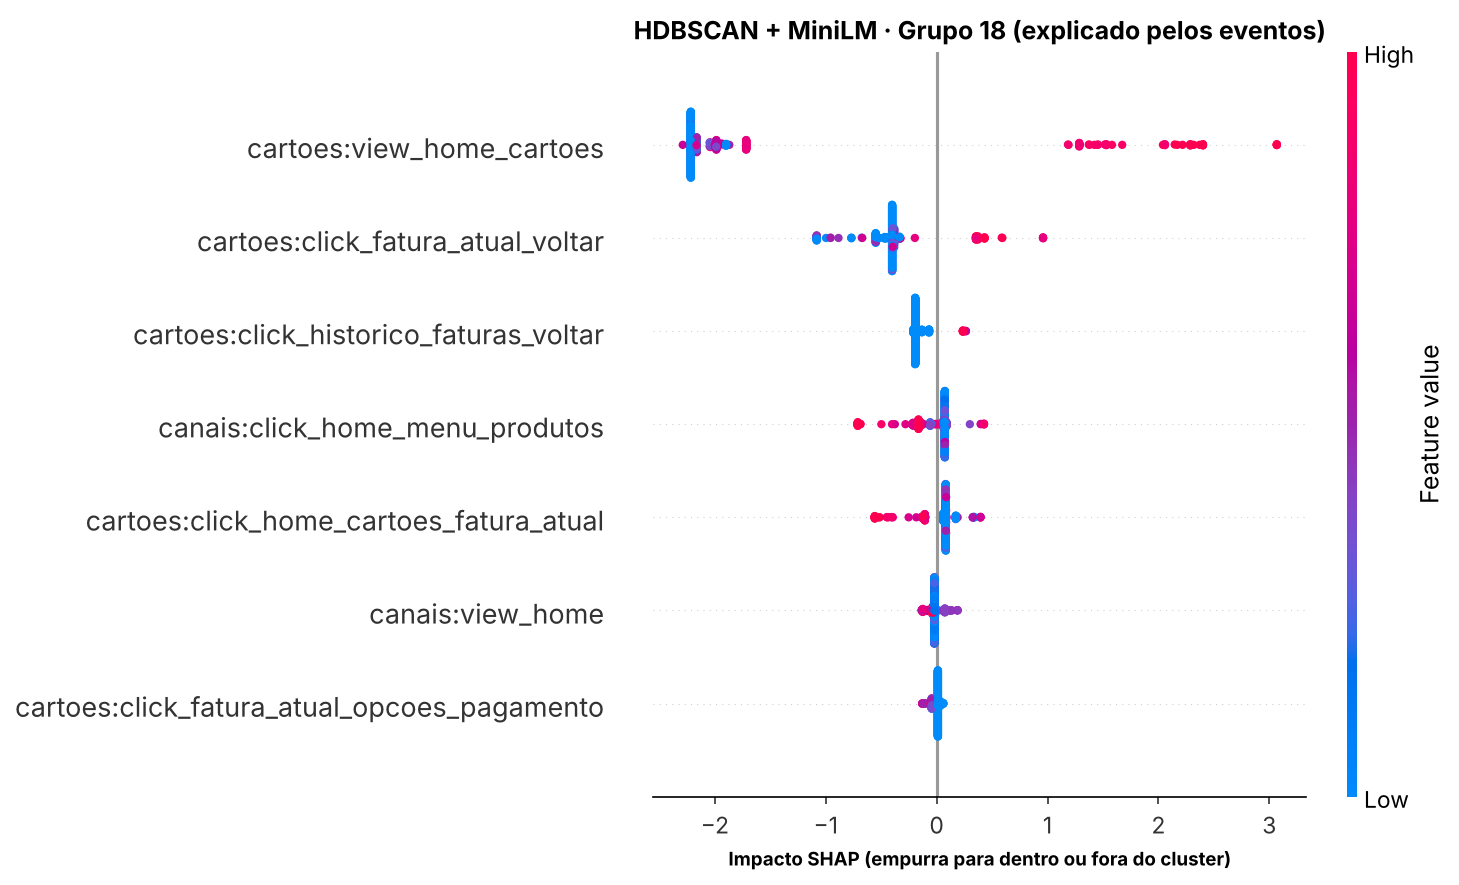 HDBSCAN + MiniLM · Grupo 18 (explicado pelos eventos)
High
cartoes:view_home_cartoes
cartoes:click_fatura_atual_voltar
cartoes:click_historico_faturas_voltar
canais:click_home_menu_produtos
cartoes:click_home_cartoes_fatura_atual
canais:view_home
cartoes:click_fatura_atual_opcoes_pagamento
Feature value
Low
−2 −1 0 1 2 3
Impacto SHAP (empurra para dentro ou fora do cluster)